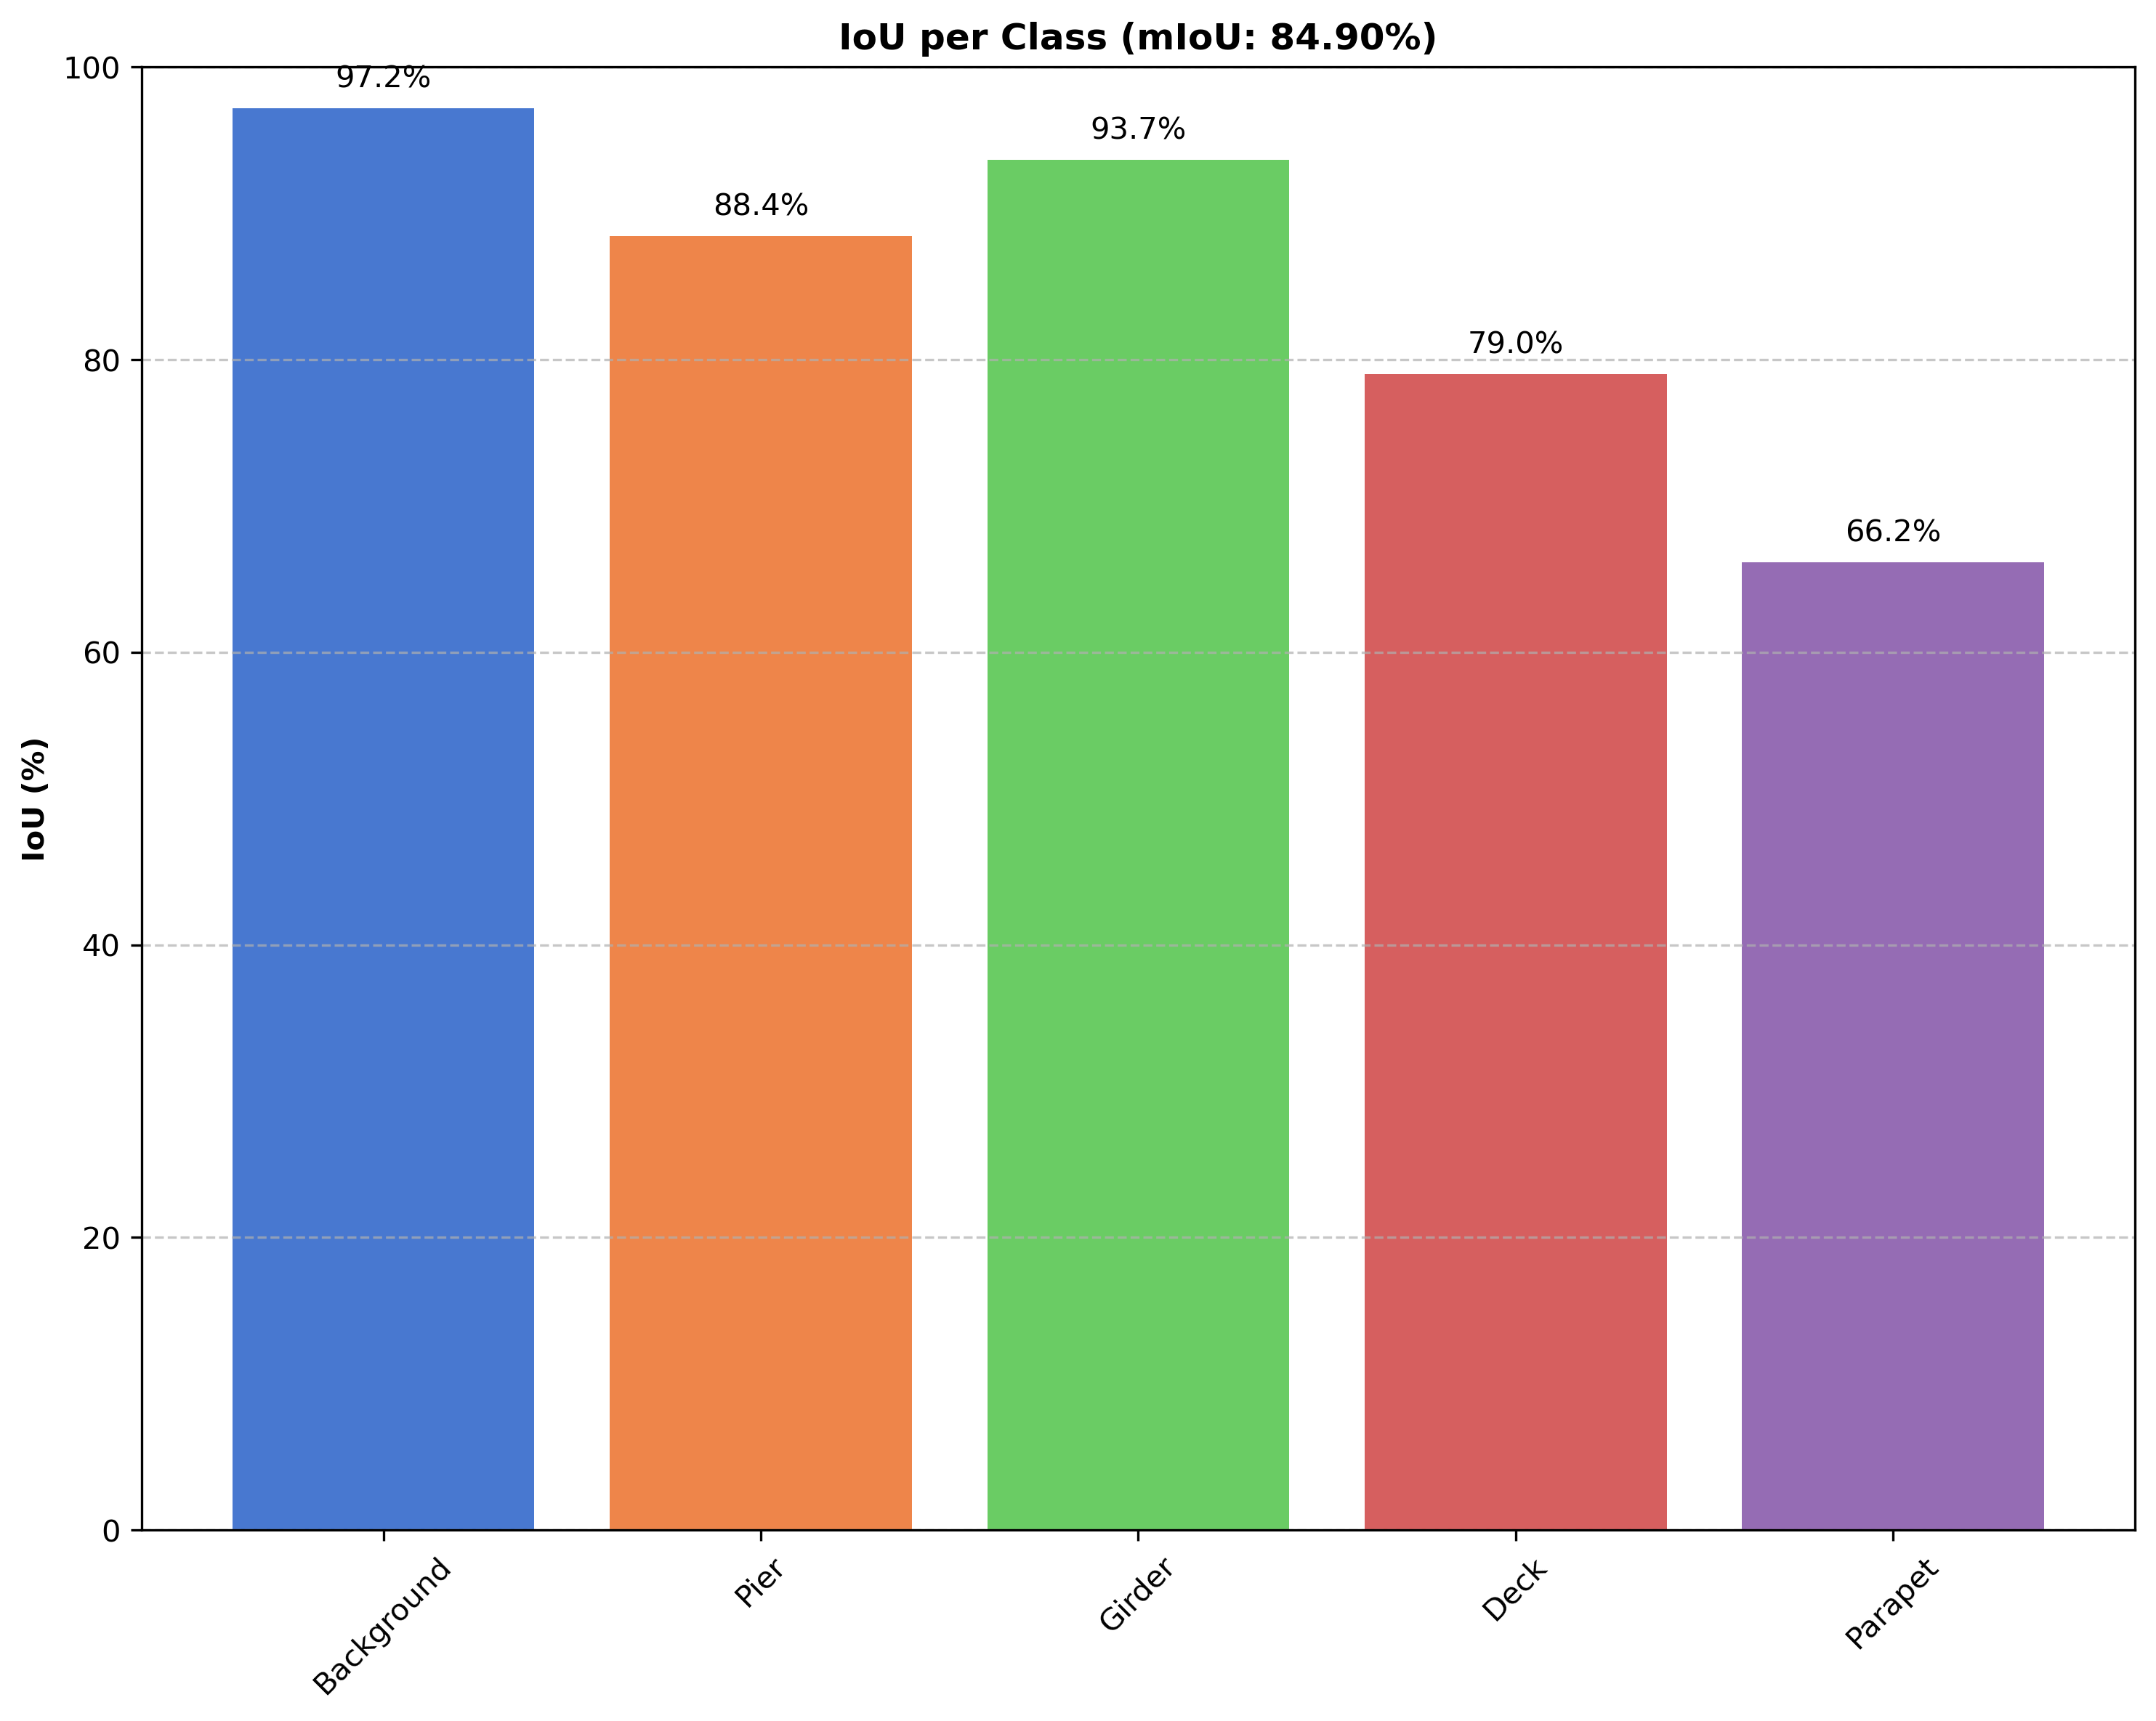 IoU per Class (mIoU: 84.90%)
100
97.2%
93.7%
88.4%
80
79.0%
66.2%
60
IoU (%)
40
20
0
Background
Pier
Girder
Deck
Parapet